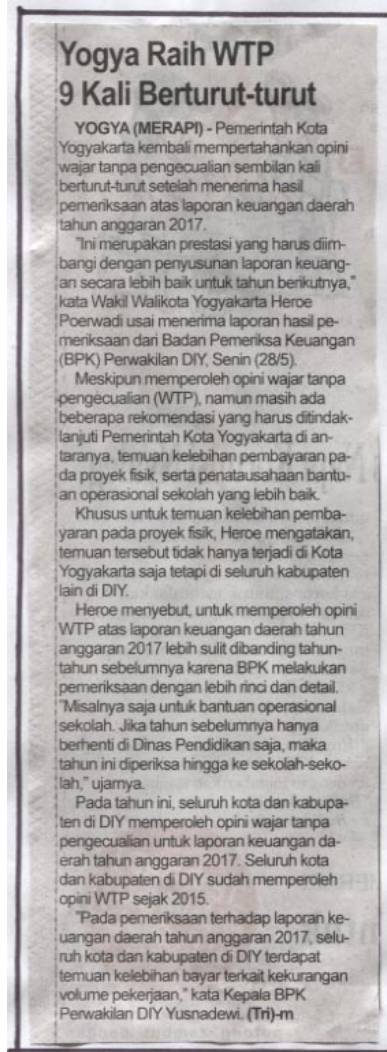 Yogya Raih WTP
9 Kali Berturut-turut
YOGYA (MERAPI) - Pemerintah Kota
Yogyakarta kembali mempertahankan opini
wajar tanpa pengecualian sembilan kali
berturut-turut setelah menerima hasil
pemeriksaan atas laporan keuangan daerah
tahun anggaran 2017.
"Ini merupakan prestasi yang harus diim-
bangi dengan penyusunan laporan keuang-
an secara lebih baik untuk tahun berikutnya,"
kata Wakil Walikota Yogyakarta Heroe
Poerwadi usai menerima laporan hasil pe-
meriksaan dari Badan Pemeriksa Keuangan
(BPK) Perwakilan DIY, Senin (28/5).
Meskipun memperoleh opini wajar tanpa
pengecualian (WTP), namun masih ada
beberapa rekomendasi yang harus ditindak-
lanjuti Pemerintah Kota Yogyakarta di an-
taranya, temuan kelebihan pembayaran pa-
da proyek fisik, serta penatausahaan bantu-
an operasional sekolah yang lebih baik.
Khusus untuk temuan kelebihan pemba-
yaran pada proyek fisik, Heroe mengatakan,
temuan tersebut tidak hanya terjadi di Kota
Yogyakarta saja tetapi di seluruh kabupaten
lain di DIY.
Heroe menyebut, untuk memperoleh opini
WTP atas laporan keuangan daerah tahun
anggaran 2017 lebih sulit dibanding tahun-
tahun sebelumnya karena BPK melakukan
pemeriksaan dengan lebih rinci dan detail.
"Misalnya saja untuk bantuan operasional
sekolah. Jika tahun sebelumnya hanya
berhenti di Dinas Pendidikan saja, maka
tahun ini diperiksa hingga ke sekolah-seko-
lah," ujarnya.
Pada tahun ini, seluruh kota dan kabupa-
ten di DIY memperoleh opini wajar tanpa
pengecualian untuk laporan keuangan da-
erah tahun anggaran 2017. Seluruh kota
dan kabupaten di DIY sudah memperoleh
opini WTP sejak 2015.
"Pada pemeriksaan terhadap laporan ke-
uangan daerah tahun anggaran 2017, selu-
ruh kota dan kabupaten di DIY terdapat
temuan kelebihan bayar terkait kekurangan
volume pekerjaan," kata Kepala BPK
Perwakilan DIY Yusnadewi. (Tri)-m